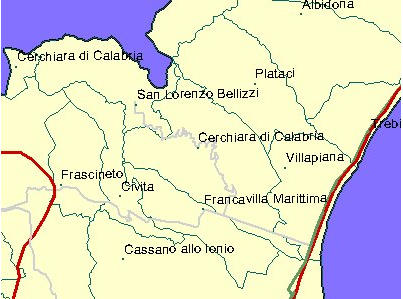 Albidona
Cerchiara di Calabria
Plataci
San Lorenzo Bellizzi
Trebi
Cerchiara di Calabria
Villapiana
Frascineto
Civita
Francavilla Marittima
Cassano allo Ionio